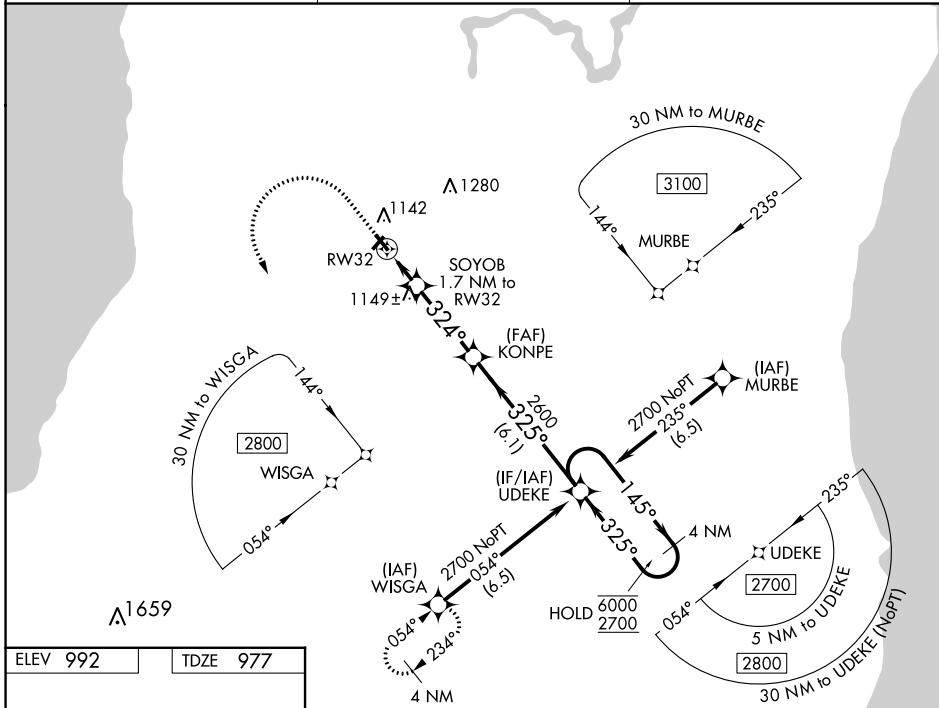 30 NM to MURBE
3100
144°
235°
MURBE
1280
1142
RW32
SOYOB
1.7 NM to
RW32
1149±
324°
(FAF)
KONPE
30 NM to WISGA
144°
2800
WISGA
054°
2600
325°
(6.1)
(IAF)
MURBE
2700 NoPT
235°
(6.5)
(IF/IAF)
UDEKE
145°
325°
4 NM
HOLD 6000
2700
2700 NoPT
054°
(6.5)
(IAF)
WISGA
054°
234°
4 NM
235°
UDEKE
2700
054°
5 NM to UDEKE
2800
30 NM to UDEKE (NoPT)
1659
ELEV 992
TDZE 977